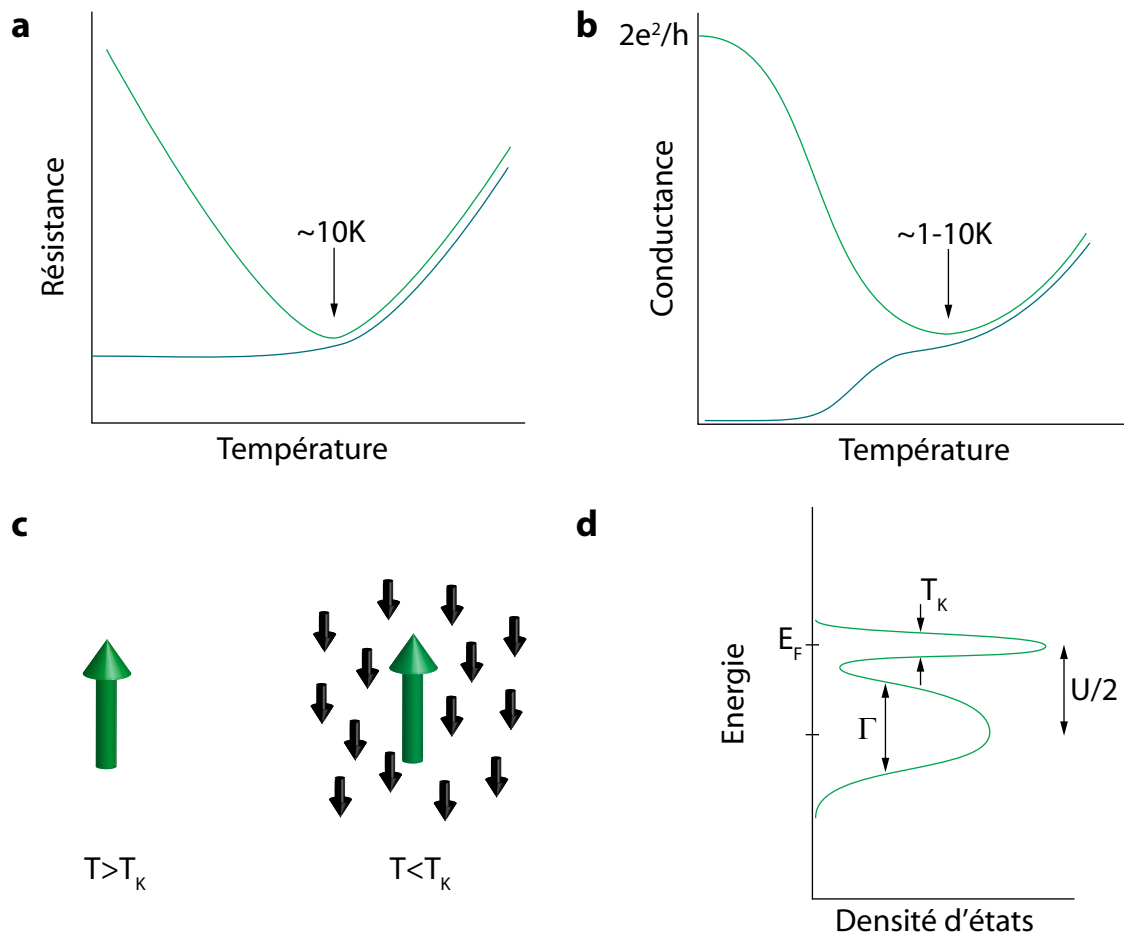 a
Résistance
~10K
Température
b
2e²/h
Conductance
~1-10K
Température
c
T>T_K
T<T_K
d
Energie
E_F
T_K
Γ
U/2
Densité d'états